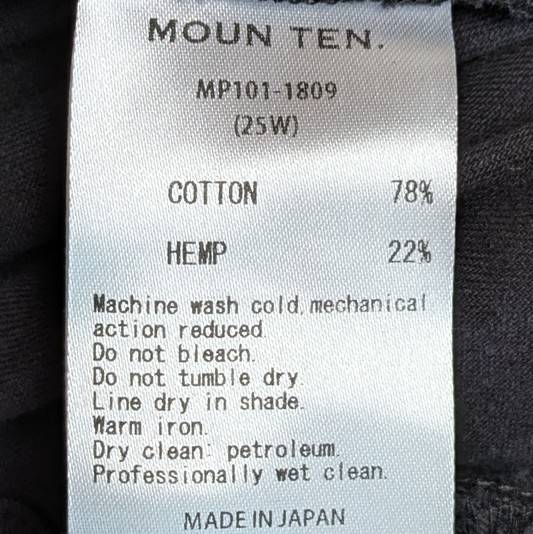 MOUN TEN.
MP101-1809
(25W)
COTTON 78%
HEMP 22%
Machine wash cold, mechanical
action reduced.
Do not bleach.
Do not tumble dry.
Line dry in shade.
Warm iron.
Dry clean: petroleum.
Professionally wet clean.
MADE IN JAPAN